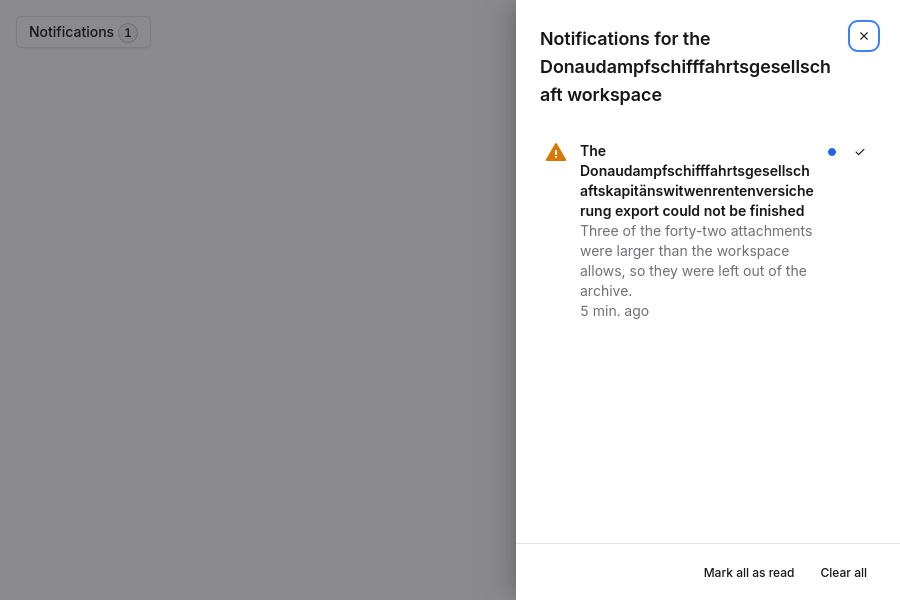 Notifications 1
Notifications for the
Donaudampfschifffahrtsgesellsch
aft workspace
The
Donaudampfschifffahrtsgesellsch
aftskapitänswitwenrentenversiche
rung export could not be finished
Three of the forty-two attachments
were larger than the workspace
allows, so they were left out of the
archive.
5 min. ago
Mark all as read
Clear all